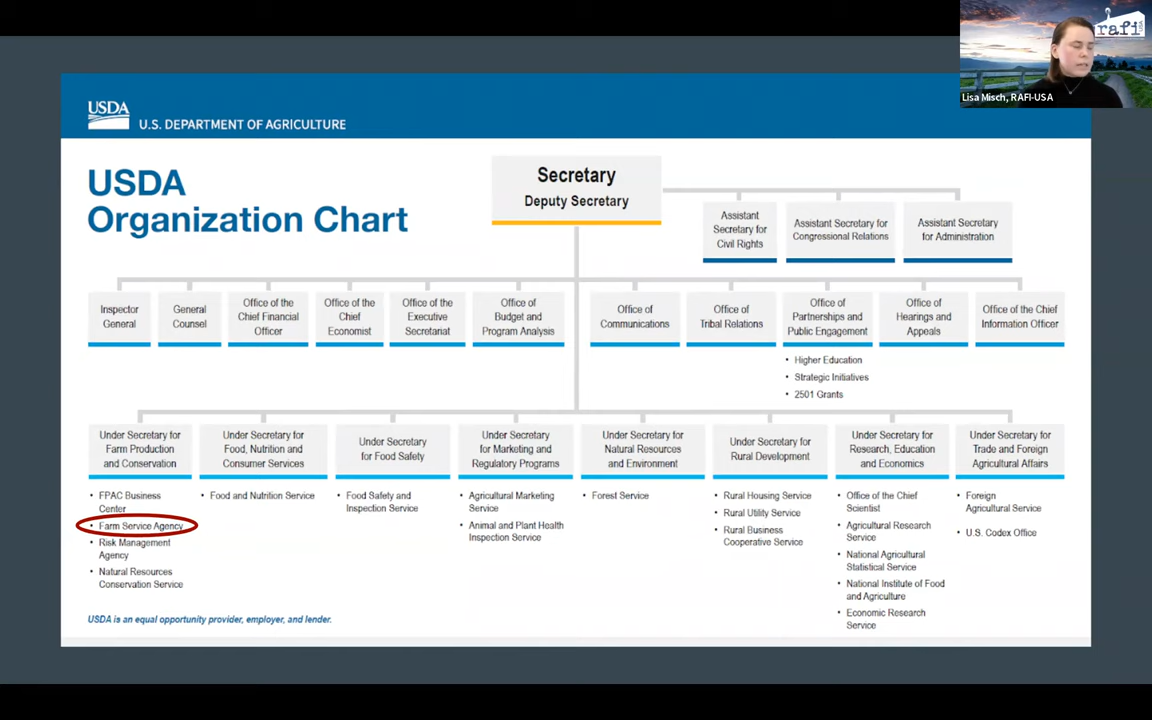 rafi
USA
Lisa Misch, RAFI-USA
USDA
U.S. DEPARTMENT OF AGRICULTURE
USDA
Organization Chart
Secretary
Deputy Secretary
Assistant
Secretary for
Civil Rights
Assistant Secretary for
Congressional Relations
Assistant Secretary
for Administration
Inspector
General
General
Counsel
Office of the
Chief Financial
Officer
Office of the
Chief
Economist
Office of the
Executive
Secretariat
Office of
Budget and
Program Analysis
Office of
Communications
Office of
Tribal Relations
Office of
Partnerships and
Public Engagement
Office of
Hearings and
Appeals
Office of the Chief
Information Officer
• Higher Education
• Strategic Initiatives
• 2501 Grants
Under Secretary for
Farm Production
and Conservation
Under Secretary for
Food, Nutrition and
Consumer Services
Under Secretary
for Food Safety
Under Secretary
for Marketing and
Regulatory Programs
Under Secretary for
Natural Resources
and Environment
Under Secretary for
Rural Development
Under Secretary for
Research, Education
and Economics
Under Secretary for
Trade and Foreign
Agricultural Affairs
• FPAC Business
Center
• Farm Service Agency
• Risk Management
Agency
• Natural Resources
Conservation Service
• Food and Nutrition Service
• Food Safety and
Inspection Service
• Agricultural Marketing
Service
• Animal and Plant Health
Inspection Service
• Forest Service
• Rural Housing Service
• Rural Utility Service
• Rural Business
Cooperative Service
• Office of the Chief
Scientist
• Agricultural Research
Service
• National Agricultural
Statistical Service
• National Institute of Food
and Agriculture
• Economic Research
Service
• Foreign
Agricultural Service
• U.S. Codex Office
USDA is an equal opportunity provider, employer, and lender.